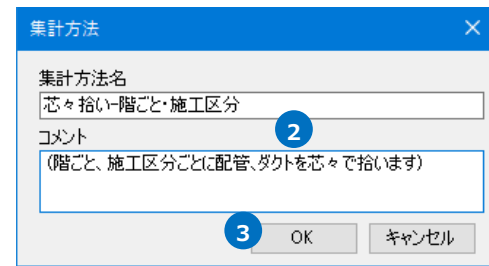 集計方法
集計方法名
芯々拾い-階ごと・施工区分
2
コメント
(階ごと、施工区分ごとに配管、ダクトを芯々で拾います)
3 OK キャンセル